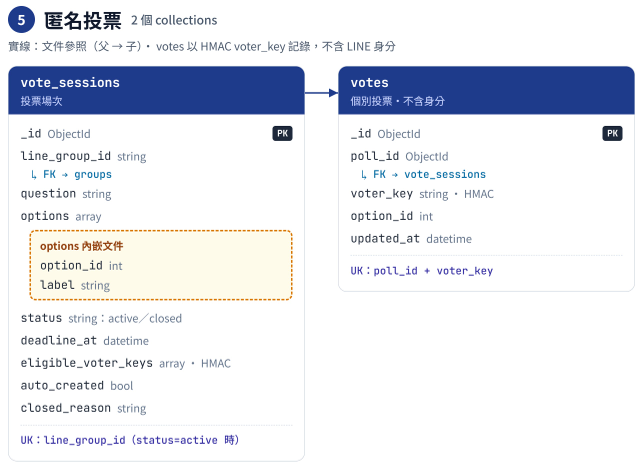 5 匿名投票 2 個 collections
實線：文件參照（父 → 子）• votes 以 HMAC voter_key 記錄，不含 LINE 身分
vote_sessions
投票場次
_id ObjectId PK
line_group_id string
↳ FK → groups
question string
options array
options 內嵌文件
option_id int
label string
status string：active／closed
deadline_at datetime
eligible_voter_keys array • HMAC
auto_created bool
closed_reason string
UK：line_group_id（status=active 時）
votes
個別投票・不含身分
_id ObjectId PK
poll_id ObjectId
↳ FK → vote_sessions
voter_key string • HMAC
option_id int
updated_at datetime
UK：poll_id + voter_key